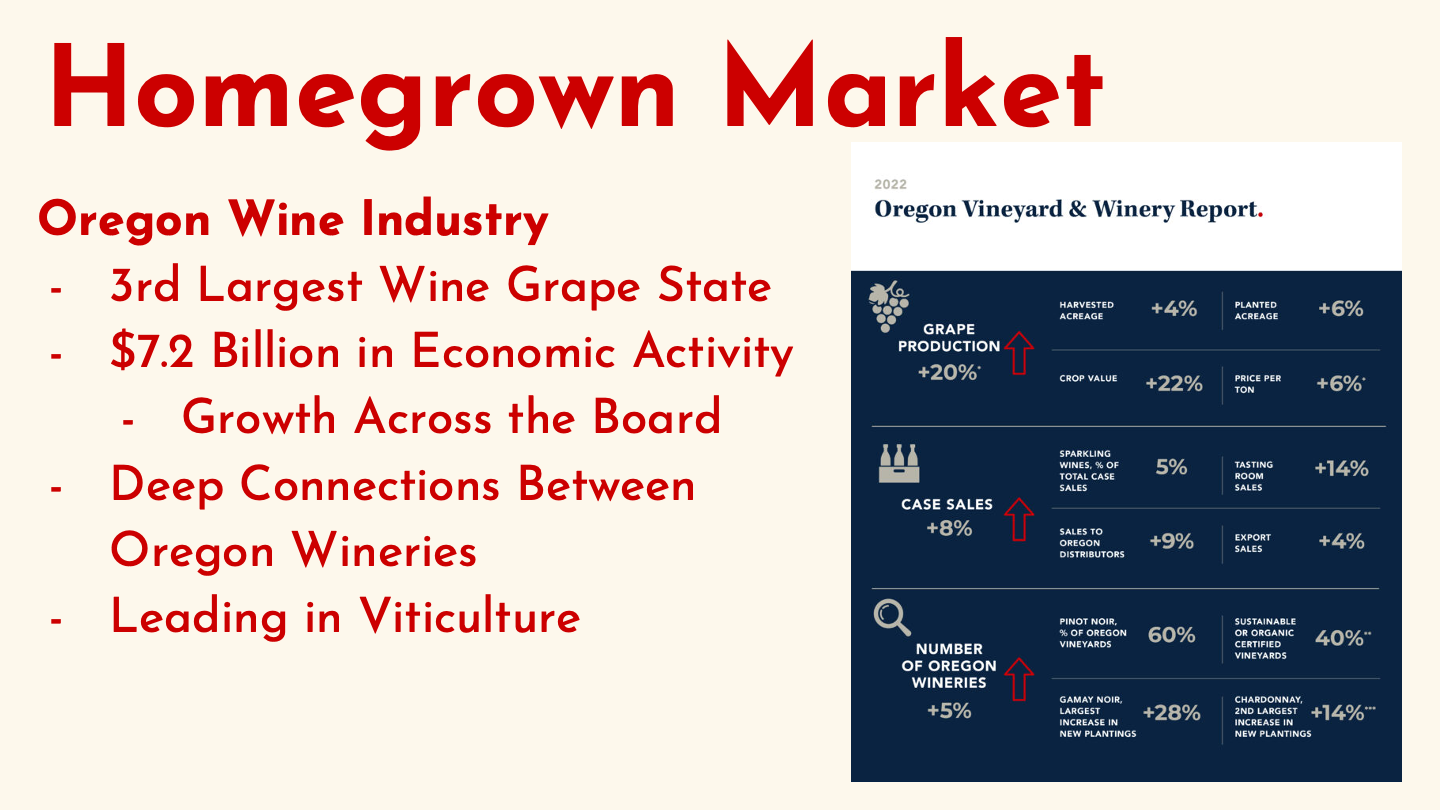 Homegrown Market
Oregon Wine Industry
- 3rd Largest Wine Grape State
- $7.2 Billion in Economic Activity
- Growth Across the Board
- Deep Connections Between
Oregon Wineries
- Leading in Viticulture
2022
Oregon Vineyard & Winery Report.
GRAPE
PRODUCTION
+20%*
HARVESTED
ACREAGE
+4%
PLANTED
ACREAGE
+6%
CROP VALUE
+22%
PRICE PER
TON
+6%*
CASE SALES
+8%
SPARKLING
WINES, % OF
TOTAL CASE
SALES
5%
TASTING
ROOM
SALES
+14%
SALES TO
OREGON
DISTRIBUTORS
+9%
EXPORT
SALES
+4%
NUMBER
OF OREGON
WINERIES
+5%
PINOT NOIR,
% OF OREGON
VINEYARDS
60%
SUSTAINABLE
OR ORGANIC
CERTIFIED
VINEYARDS
40%**
GAMAY NOIR,
LARGEST
INCREASE IN
NEW PLANTINGS
+28%
CHARDONNAY,
2ND LARGEST
INCREASE IN
NEW PLANTINGS
+14%***